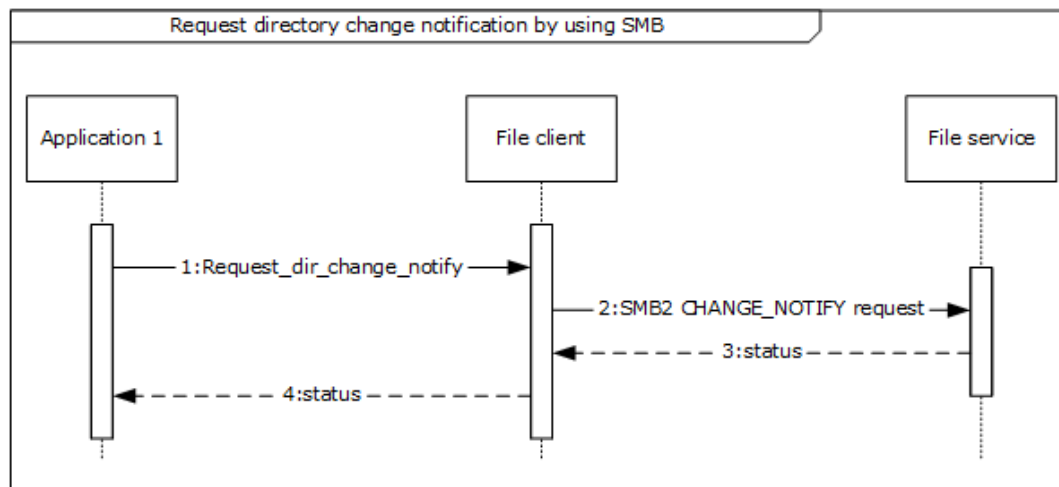 Request directory change notification by using SMB
Application 1
File client
File service
1:Request_dir_change_notify
2:SMB2 CHANGE_NOTIFY request
3:status
4:status